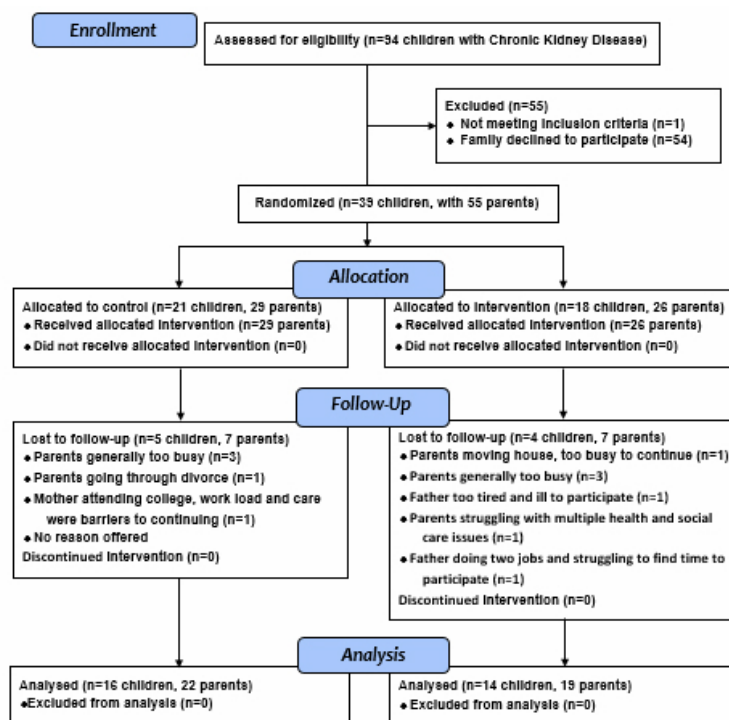 Enrollment
Assessed for eligibility (n=94 children with Chronic Kidney Disease)
Excluded (n=55)
◆ Not meeting inclusion criteria (n=1)
◆ Family declined to participate (n=54)
Randomized (n=39 children, with 55 parents)
Allocation
Allocated to control (n=21 children, 29 parents)
◆ Received allocated intervention (n=29 parents)
◆ Did not receive allocated intervention (n=0)
Allocated to intervention (n=18 children, 26 parents)
◆ Received allocated intervention (n=26 parents)
◆ Did not receive allocated intervention (n=0)
Follow-Up
Lost to follow-up (n=5 children, 7 parents)
◆ Parents generally too busy (n=3)
◆ Parents going through divorce (n=1)
◆ Mother attending college, work load and care
were barriers to continuing (n=1)
◆ No reason offered
Discontinued intervention (n=0)
Lost to follow-up (n=4 children, 7 parents)
◆ Parents moving house, too busy to continue (n=1)
◆ Parents generally too busy (n=3)
◆ Father too tired and ill to participate (n=1)
◆ Parents struggling with multiple health and social
care issues (n=1)
◆ Father doing two jobs and struggling to find time to
participate (n=1)
Discontinued intervention (n=0)
Analysis
Analysed (n=16 children, 22 parents)
◆Excluded from analysis (n=0)
Analysed (n=14 children, 19 parents)
◆ Excluded from analysis (n=0)